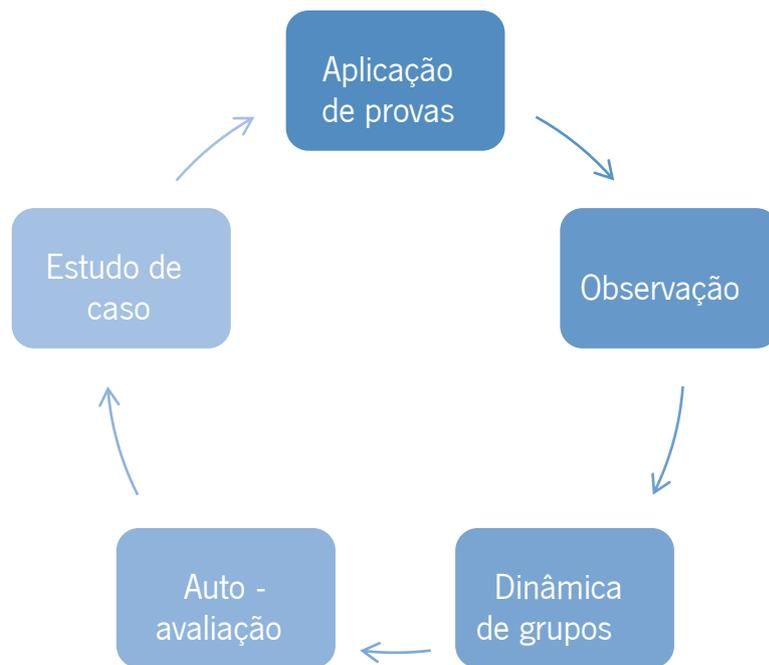 Aplicação
de provas
Observação
Dinâmica
de grupos
Auto -
avaliação
Estudo de
caso